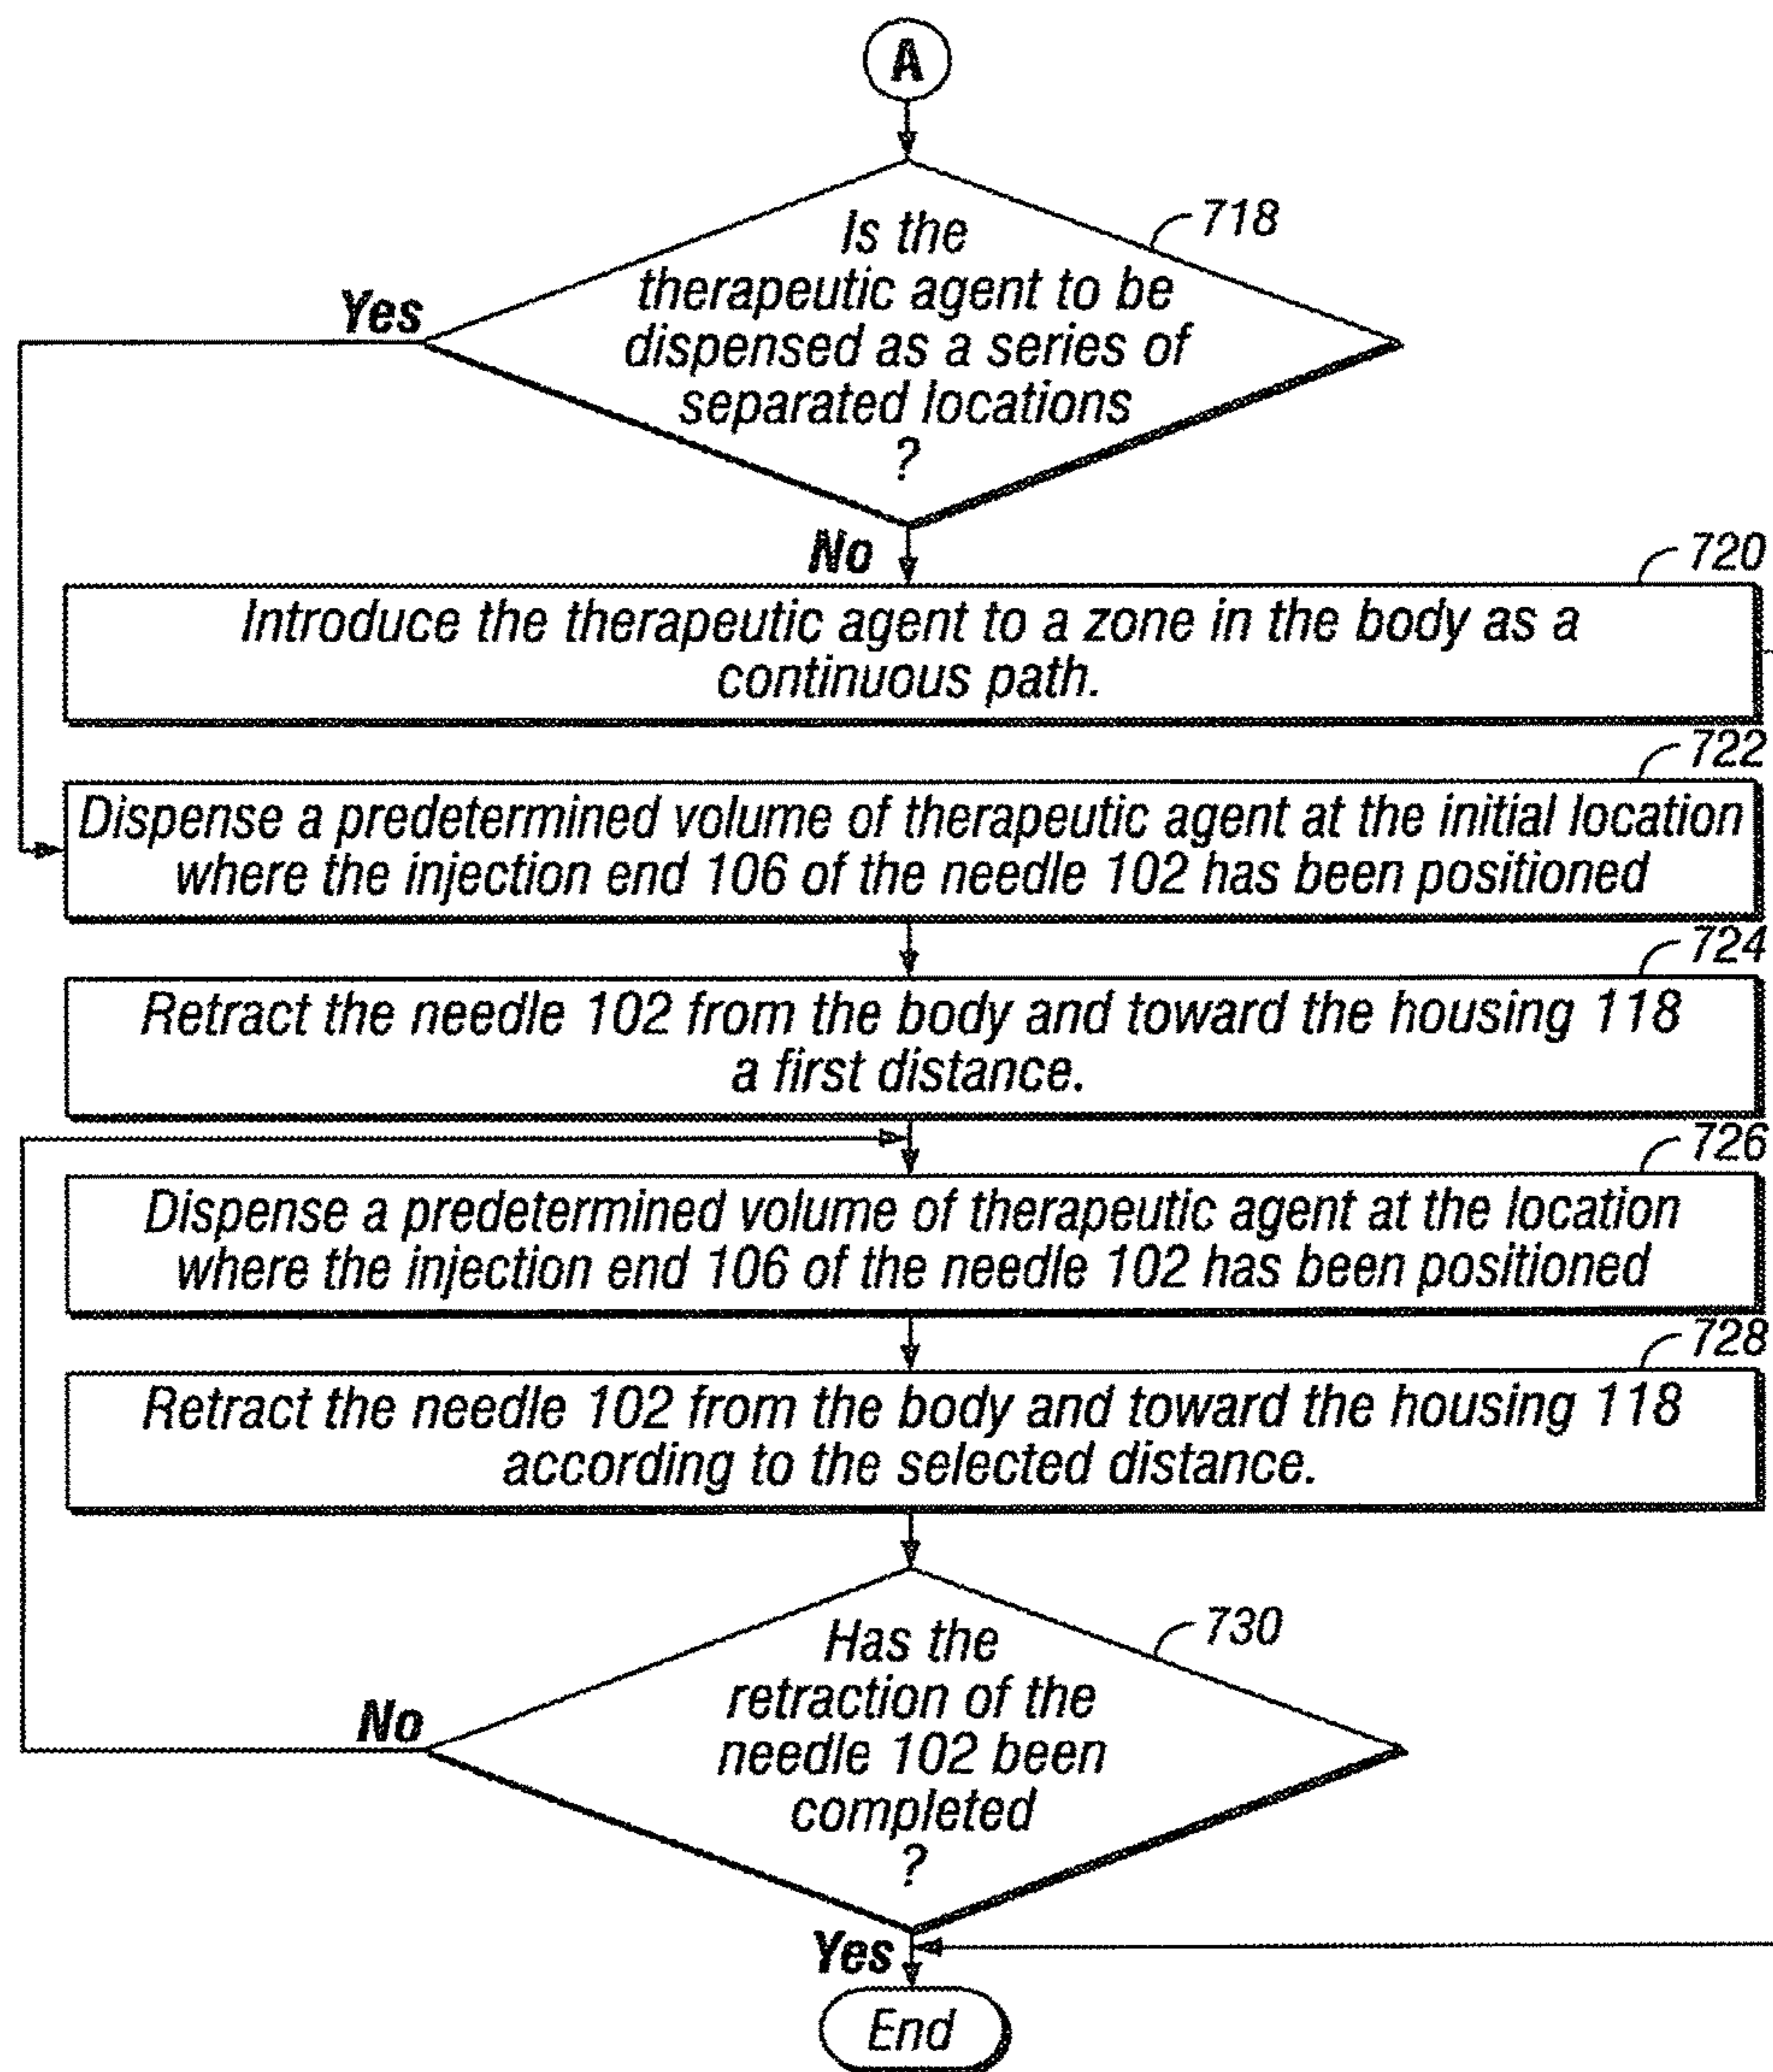 A
Is the
718
therapeutic agent to be
Yes
dispensed as a series of
separated locations
?
No
720
Introduce the therapeutic agent to a zone in the body as a
continuous path.
722
Dispense a predetermined volume of therapeutic agent at the initial location
where the injection end 106 of the needle 102 has been positioned
724
Retract the needle 102 from the body and toward the housing 118
a first distance.
726
Dispense a predetermined volume of therapeutic agent at the location
where the injection end 106 of the needle 102 has been positioned
728
Retract the needle 102 from the body and toward the housing 118
according to the selected distance.
Has the
730
retraction of the
No
needle 102 been
completed
?
Yes
End